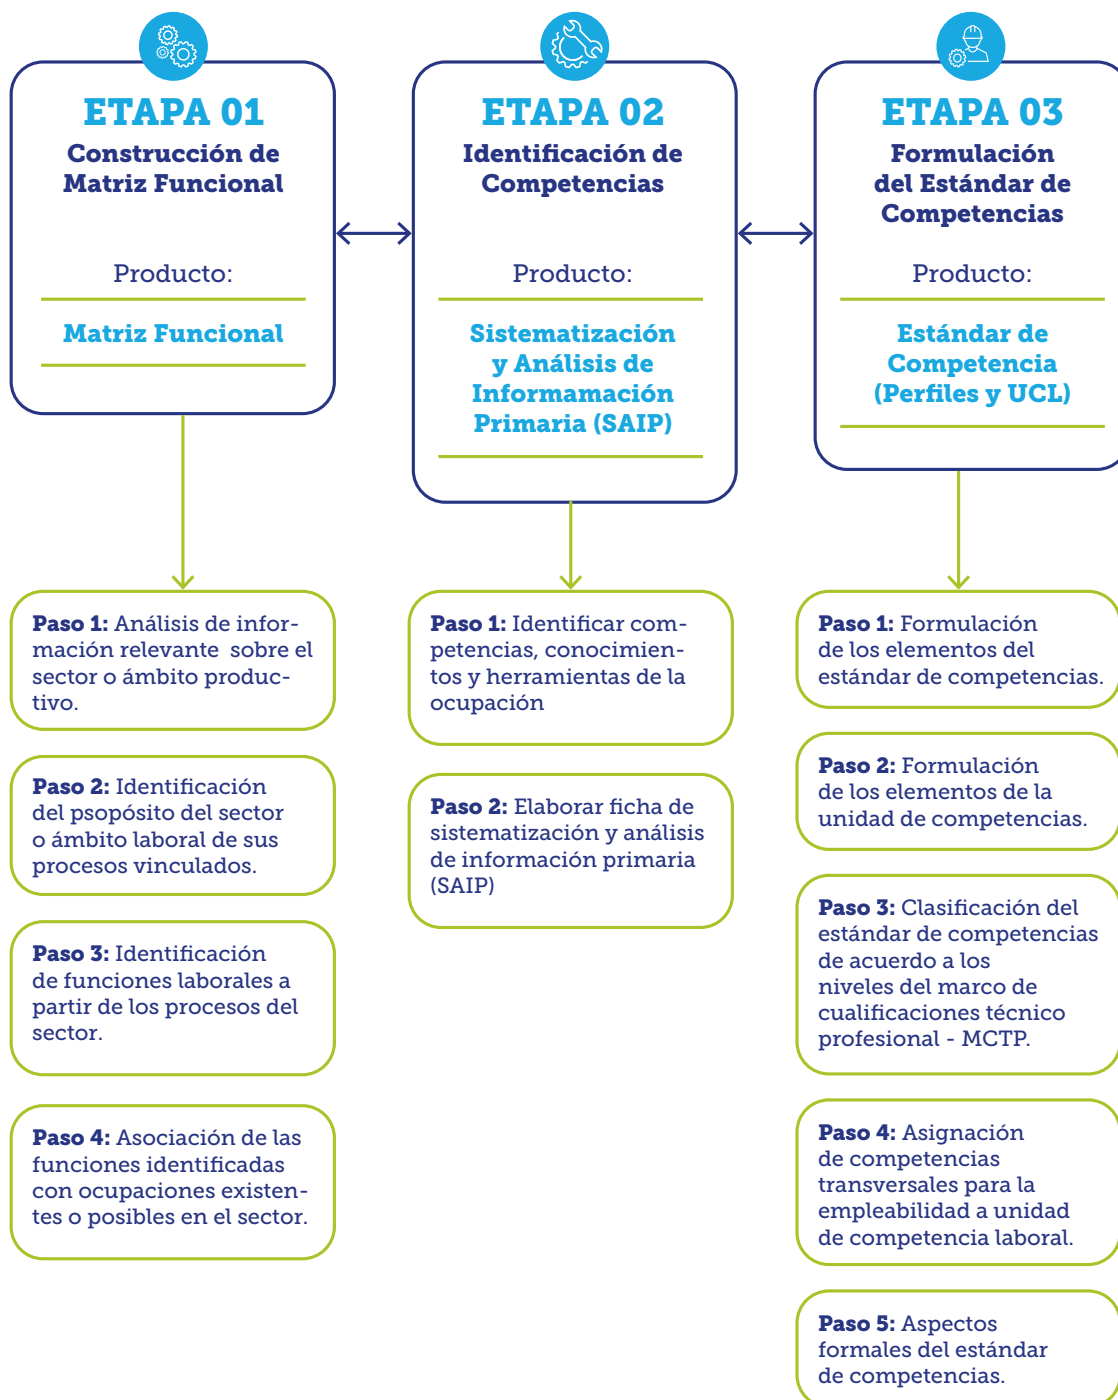 ETAPA 01
Construcción de
Matriz Funcional
Producto:
Matriz Funcional
ETAPA 02
Identificación de
Competencias
Producto:
Sistematización
y Análisis de
Informamación
Primaria (SAIP)
ETAPA 03
Formulación
del Estándar de
Competencias
Producto:
Estándar de
Competencia
(Perfiles y UCL)
Paso 1: Análisis de infor-
mación relevante sobre el
sector o ámbito produc-
tivo.
Paso 2: Identificación
del psopósito del sector
o ámbito laboral de sus
procesos vinculados.
Paso 3: Identificación
de funciones laborales a
partir de los procesos del
sector.
Paso 4: Asociación de las
funciones identificadas
con ocupaciones existen-
tes o posibles en el sector.
Paso 1: Identificar com-
petencias, conocimien-
tos y herramientas de la
ocupación
Paso 2: Elaborar ficha de
sistematización y análisis
de información primaria
(SAIP)
Paso 1: Formulación
de los elementos del
estándar de competencias.
Paso 2: Formulación
de los elementos de la
unidad de competencias.
Paso 3: Clasificación del
estándar de competencias
de acuerdo a los
niveles del marco de
cualificaciones técnico
profesional - MCTP.
Paso 4: Asignación
de competencias
transversales para la
empleabilidad a unidad
de competencia laboral.
Paso 5: Aspectos
formales del estándar
de competencias.